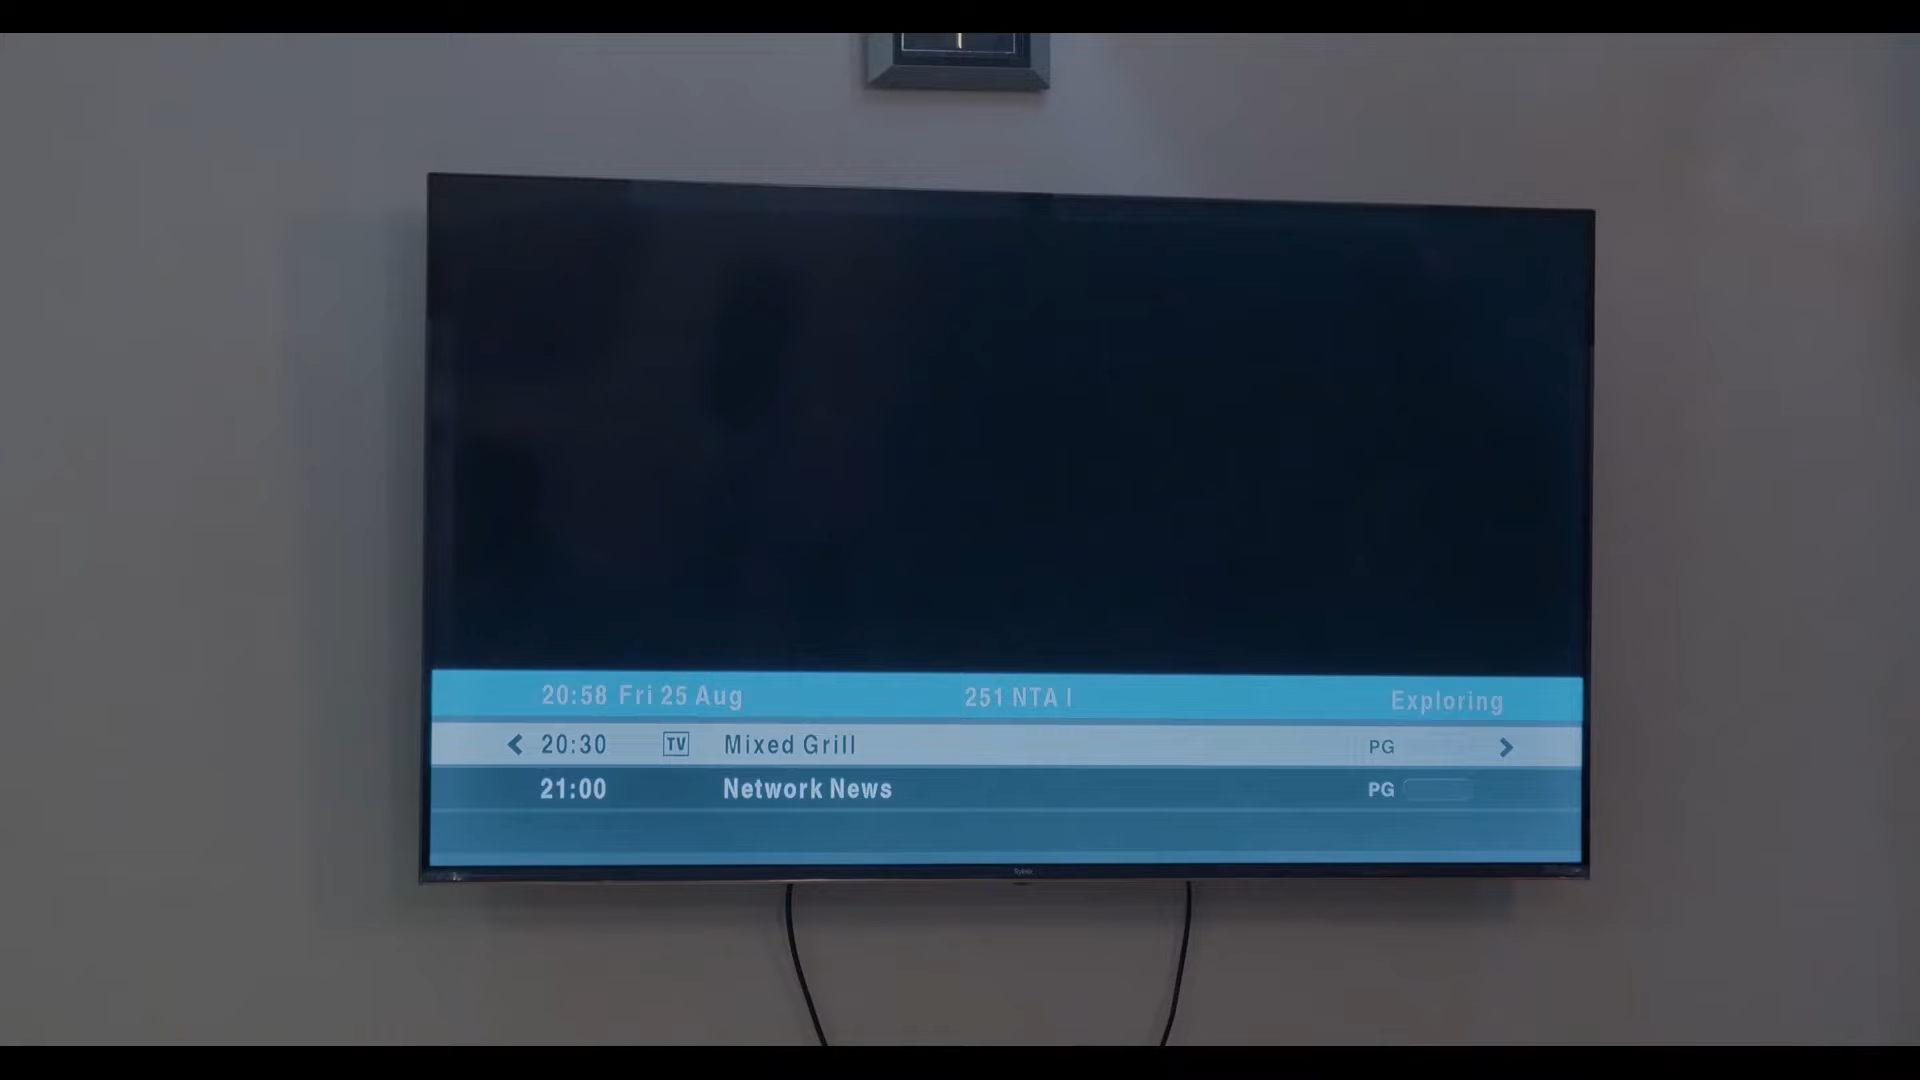 20:58 Fri 25 Aug 251 NTA I Exploring
20:30 TV Mixed Grill PG
21:00 Network News PG